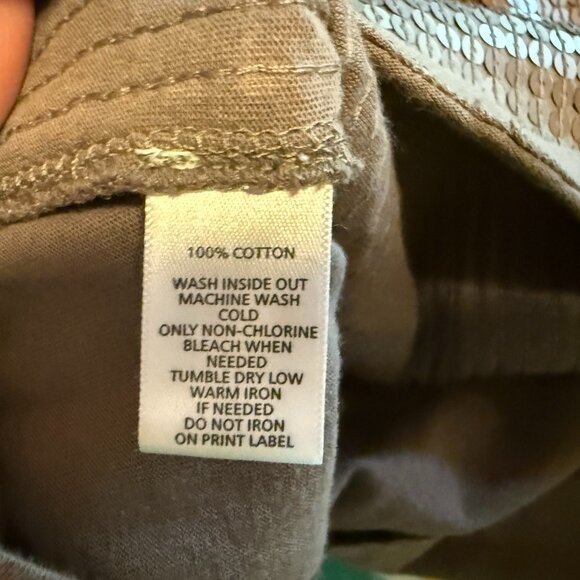 100% COTTON
WASH INSIDE OUT
MACHINE WASH
COLD
ONLY NON-CHLORINE
BLEACH WHEN
NEEDED
TUMBLE DRY LOW
WARM IRON
IF NEEDED
DO NOT IRON
ON PRINT LABEL